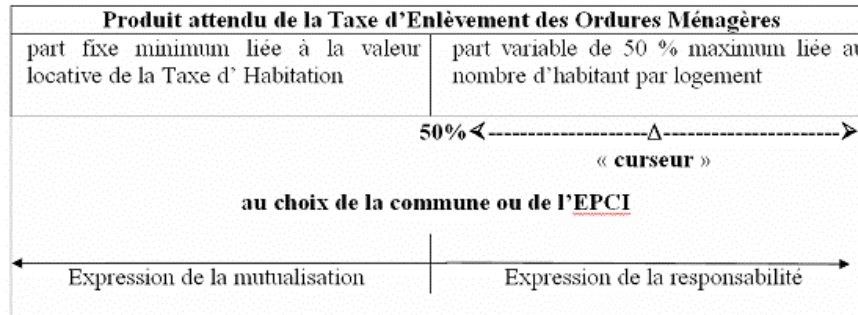 Produit attendu de la Taxe d'Enlèvement des Ordures Ménagères
part fixe minimum liée à la valeur
locative de la Taxe d' Habitation
part variable de 50 % maximum liée au
nombre d'habitant par logement
50%⮜----------------------Δ-----------------------⮞
« curseur »
au choix de la commune ou de l'EPCI
Expression de la mutualisation
Expression de la responsabilité